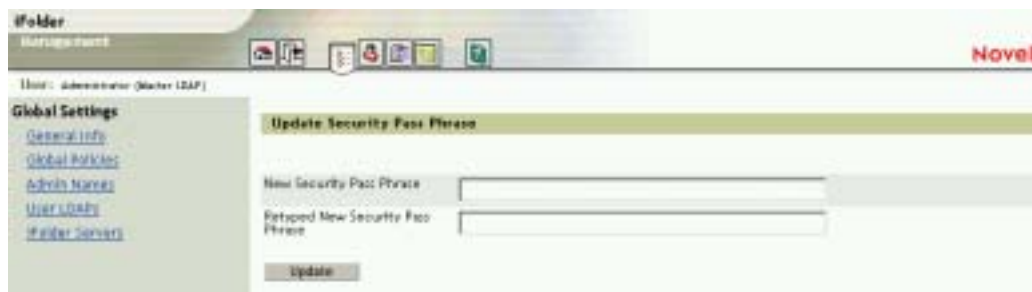 iFolder
Management
Novel
User: Administrator (Master LDAP)
Global Settings
General Info
Global Policies
Admin Names
User LDAPs
iFolder Servers
Update Security Pass Phrase
New Security Pass Phrase
Retyped New Security Pass
Phrase
Update